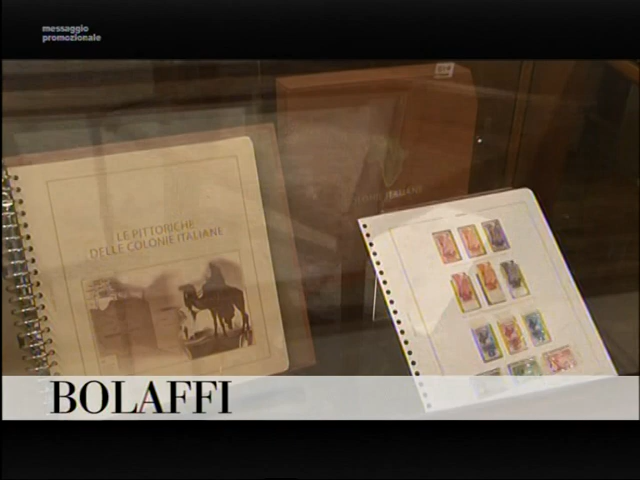 messaggio
promozionale
LE PITTORICHE
DELLE COLONIE ITALIANE
BOLAFFI